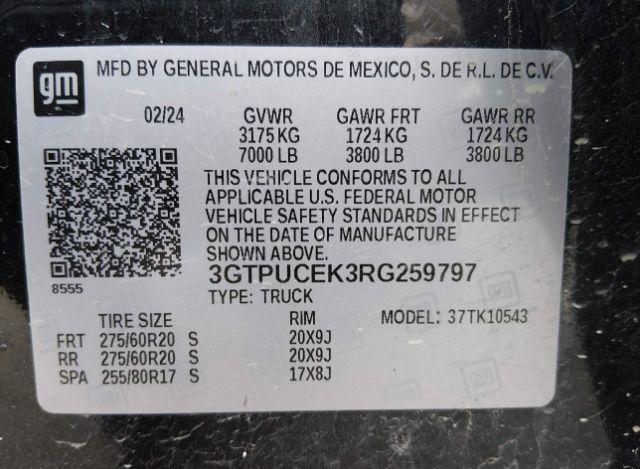 gm MFD BY GENERAL MOTORS DE MEXICO, S. DE R.L. DE C.V.
02/24 GVWR GAWR FRT GAWR RR
3175 KG 1724 KG 1724 KG
7000 LB 3800 LB 3800 LB
THIS VEHICLE CONFORMS TO ALL
APPLICABLE U.S. FEDERAL MOTOR
VEHICLE SAFETY STANDARDS IN EFFECT
ON THE DATE OF MANUFACTURE
SHOWN ABOVE.
8555
3GTPUCEK3RG259797
TYPE: TRUCK
TIRE SIZE RIM MODEL: 37TK10543
FRT 275/60R20 S 20X9J
RR 275/60R20 S 20X9J
SPA 255/80R17 S 17X8J